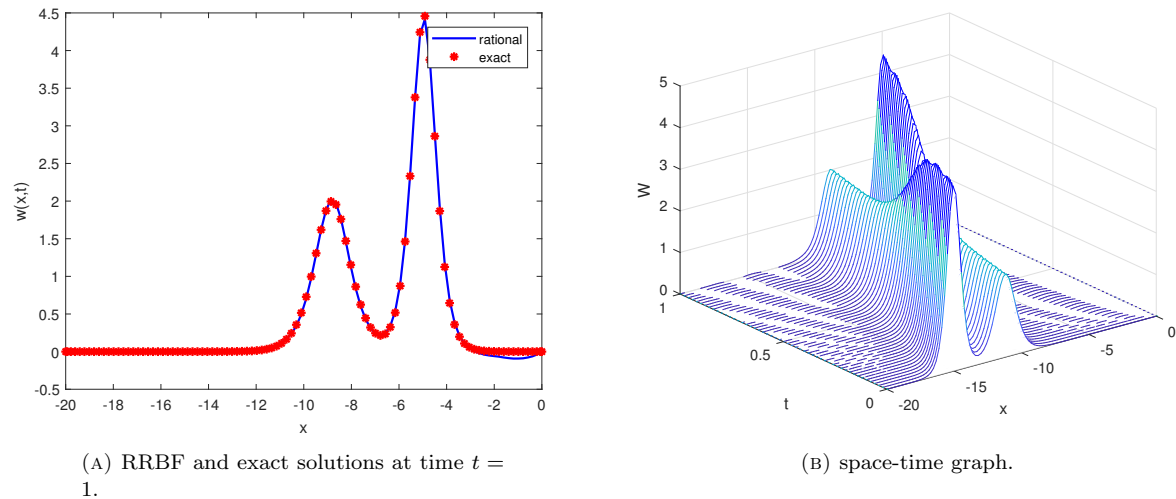 4.5
4
3.5
3
2.5
2
1.5
1
0.5
0
-0.5
w(x,t)
-20 -18 -16 -14 -12 -10 -8 -6 -4 -2 0
x
rational
exact
(A) RRBF and exact solutions at time t =
1.
5
4
3
2
1
0
W
1
0.5
0
t
-20
-15
-10
-5
0
x
(B) space-time graph.